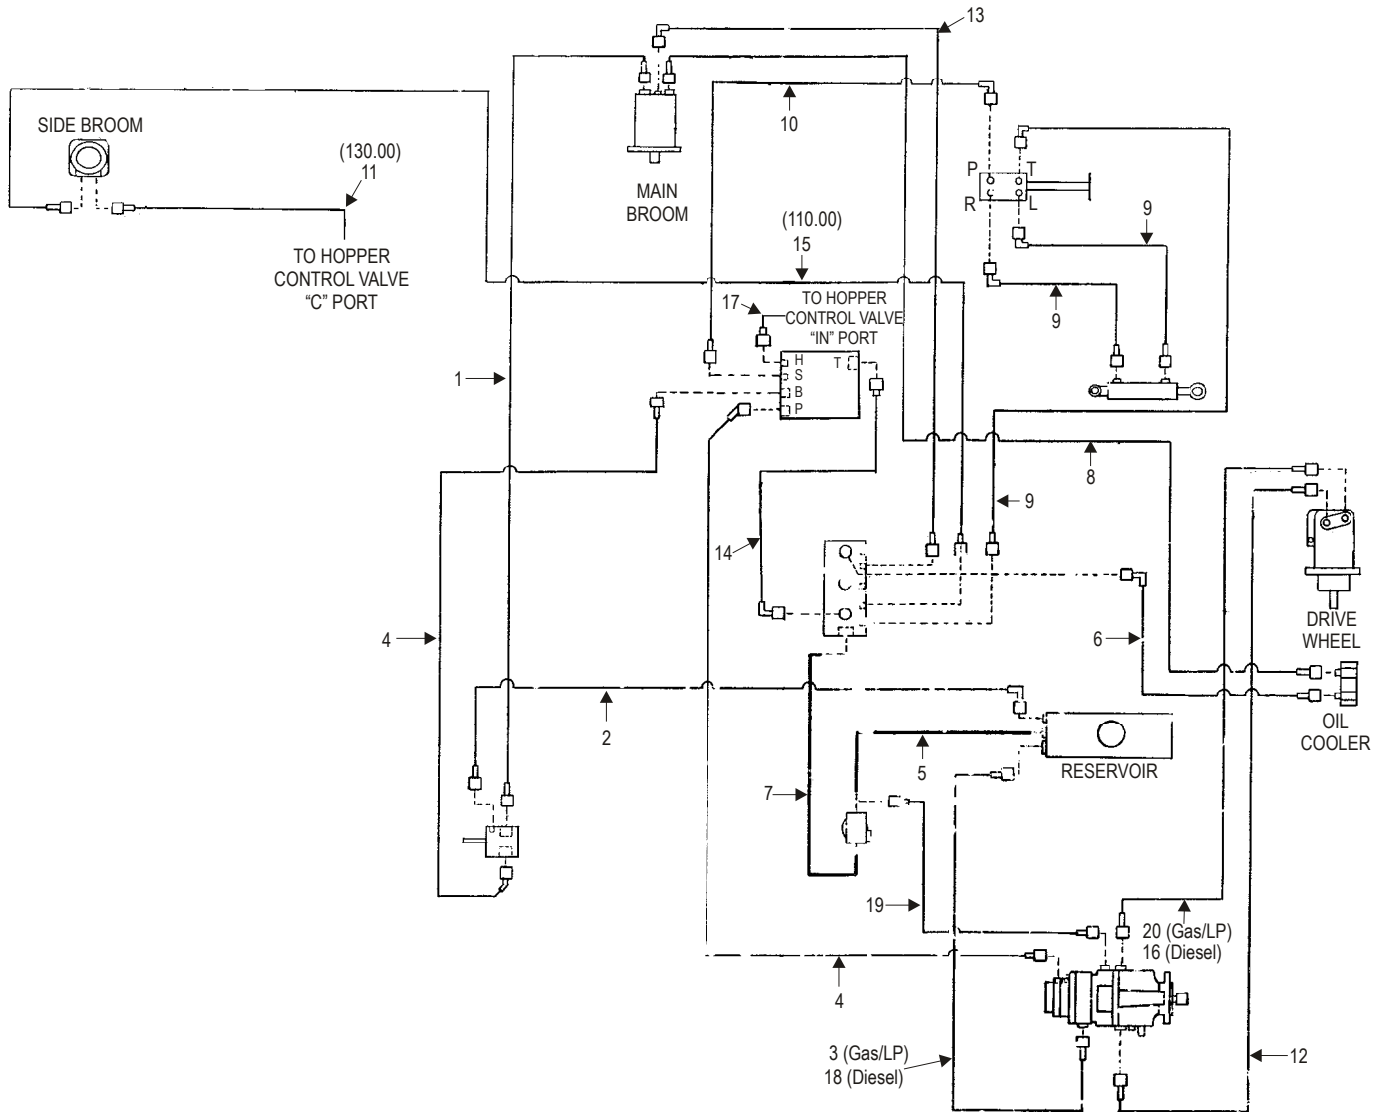 13
10
SIDE BROOM
(130.00)
11
TO HOPPER
CONTROL VALVE
“C” PORT
MAIN
BROOM
P
T
R
L
9
(110.00)
15
9
17
TO HOPPER
CONTROL VALVE
“IN” PORT
H
S
B
P
T
1
8
9
14
4
6
DRIVE
WHEEL
2
5
RESERVOIR
OIL
COOLER
7
19
20 (Gas/LP)
16 (Diesel)
4
3 (Gas/LP)
18 (Diesel)
12